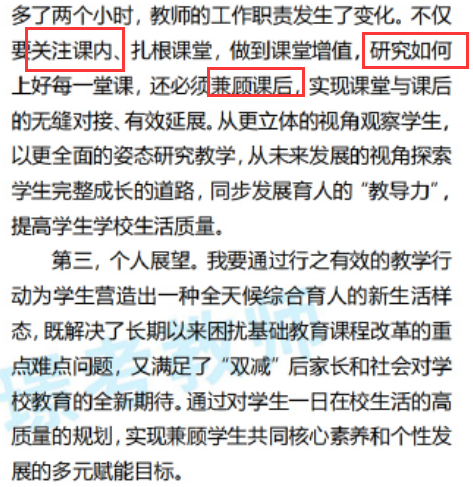 多了两个小时，教师的工作职责发生了变化。不仅
要关注课内、扎根课堂，做到课堂增值，研究如何
上好每一堂课，还必须兼顾课后，实现课堂与课后
的无缝对接、有效延展。从更立体的视角观察学生，
以更全面的姿态研究教学，从未来发展的视角探索
学生完整成长的道路，同步发展育人的“教导力”，
提高学生学校生活质量。
第三，个人展望。我要通过行之有效的教学行
动为学生营造出一种全天候综合育人的新生活样
态，既解决了长期以来困扰基础教育课程改革的重
点难点问题，又满足了“双减”后家长和社会对学
校教育的全新期待。通过对学生一日在校生活的高
质量的规划，实现兼顾学生共同核心素养和个性发
展的多元赋能目标。
臻考教师